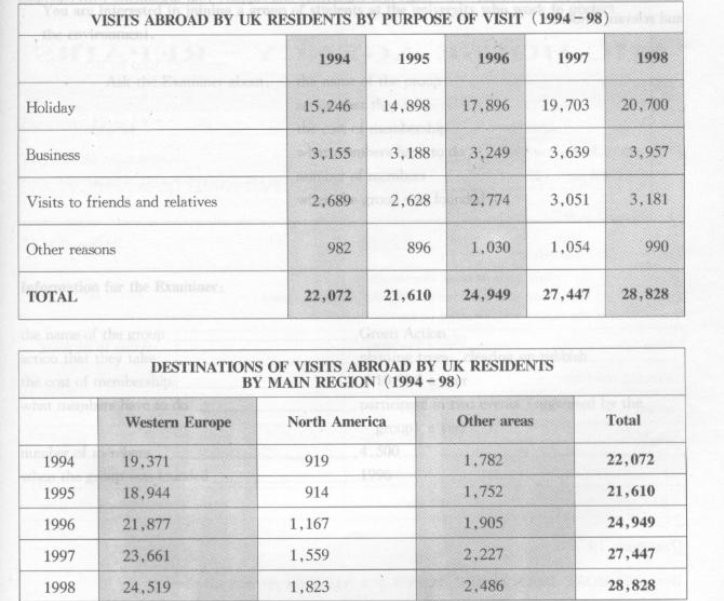 VISITS ABROAD BY UK RESIDENTS BY PURPOSE OF VISIT (1994-98)
1994 1995 1996 1997 1998
Holiday 15,246 14,898 17,896 19,703 20,700
Business 3,155 3,188 3,249 3,639 3,957
Visits to friends and relatives 2,689 2,628 2,774 3,051 3,181
Other reasons 982 896 1,030 1,054 990
TOTAL 22,072 21,610 24,949 27,447 28,828
DESTINATIONS OF VISITS ABROAD BY UK RESIDENTS
BY MAIN REGION (1994-98)
Western Europe North America Other areas Total
1994 19,371 919 1,782 22,072
1995 18,944 914 1,752 21,610
1996 21,877 1,167 1,905 24,949
1997 23,661 1,559 2,227 27,447
1998 24,519 1,823 2,486 28,828